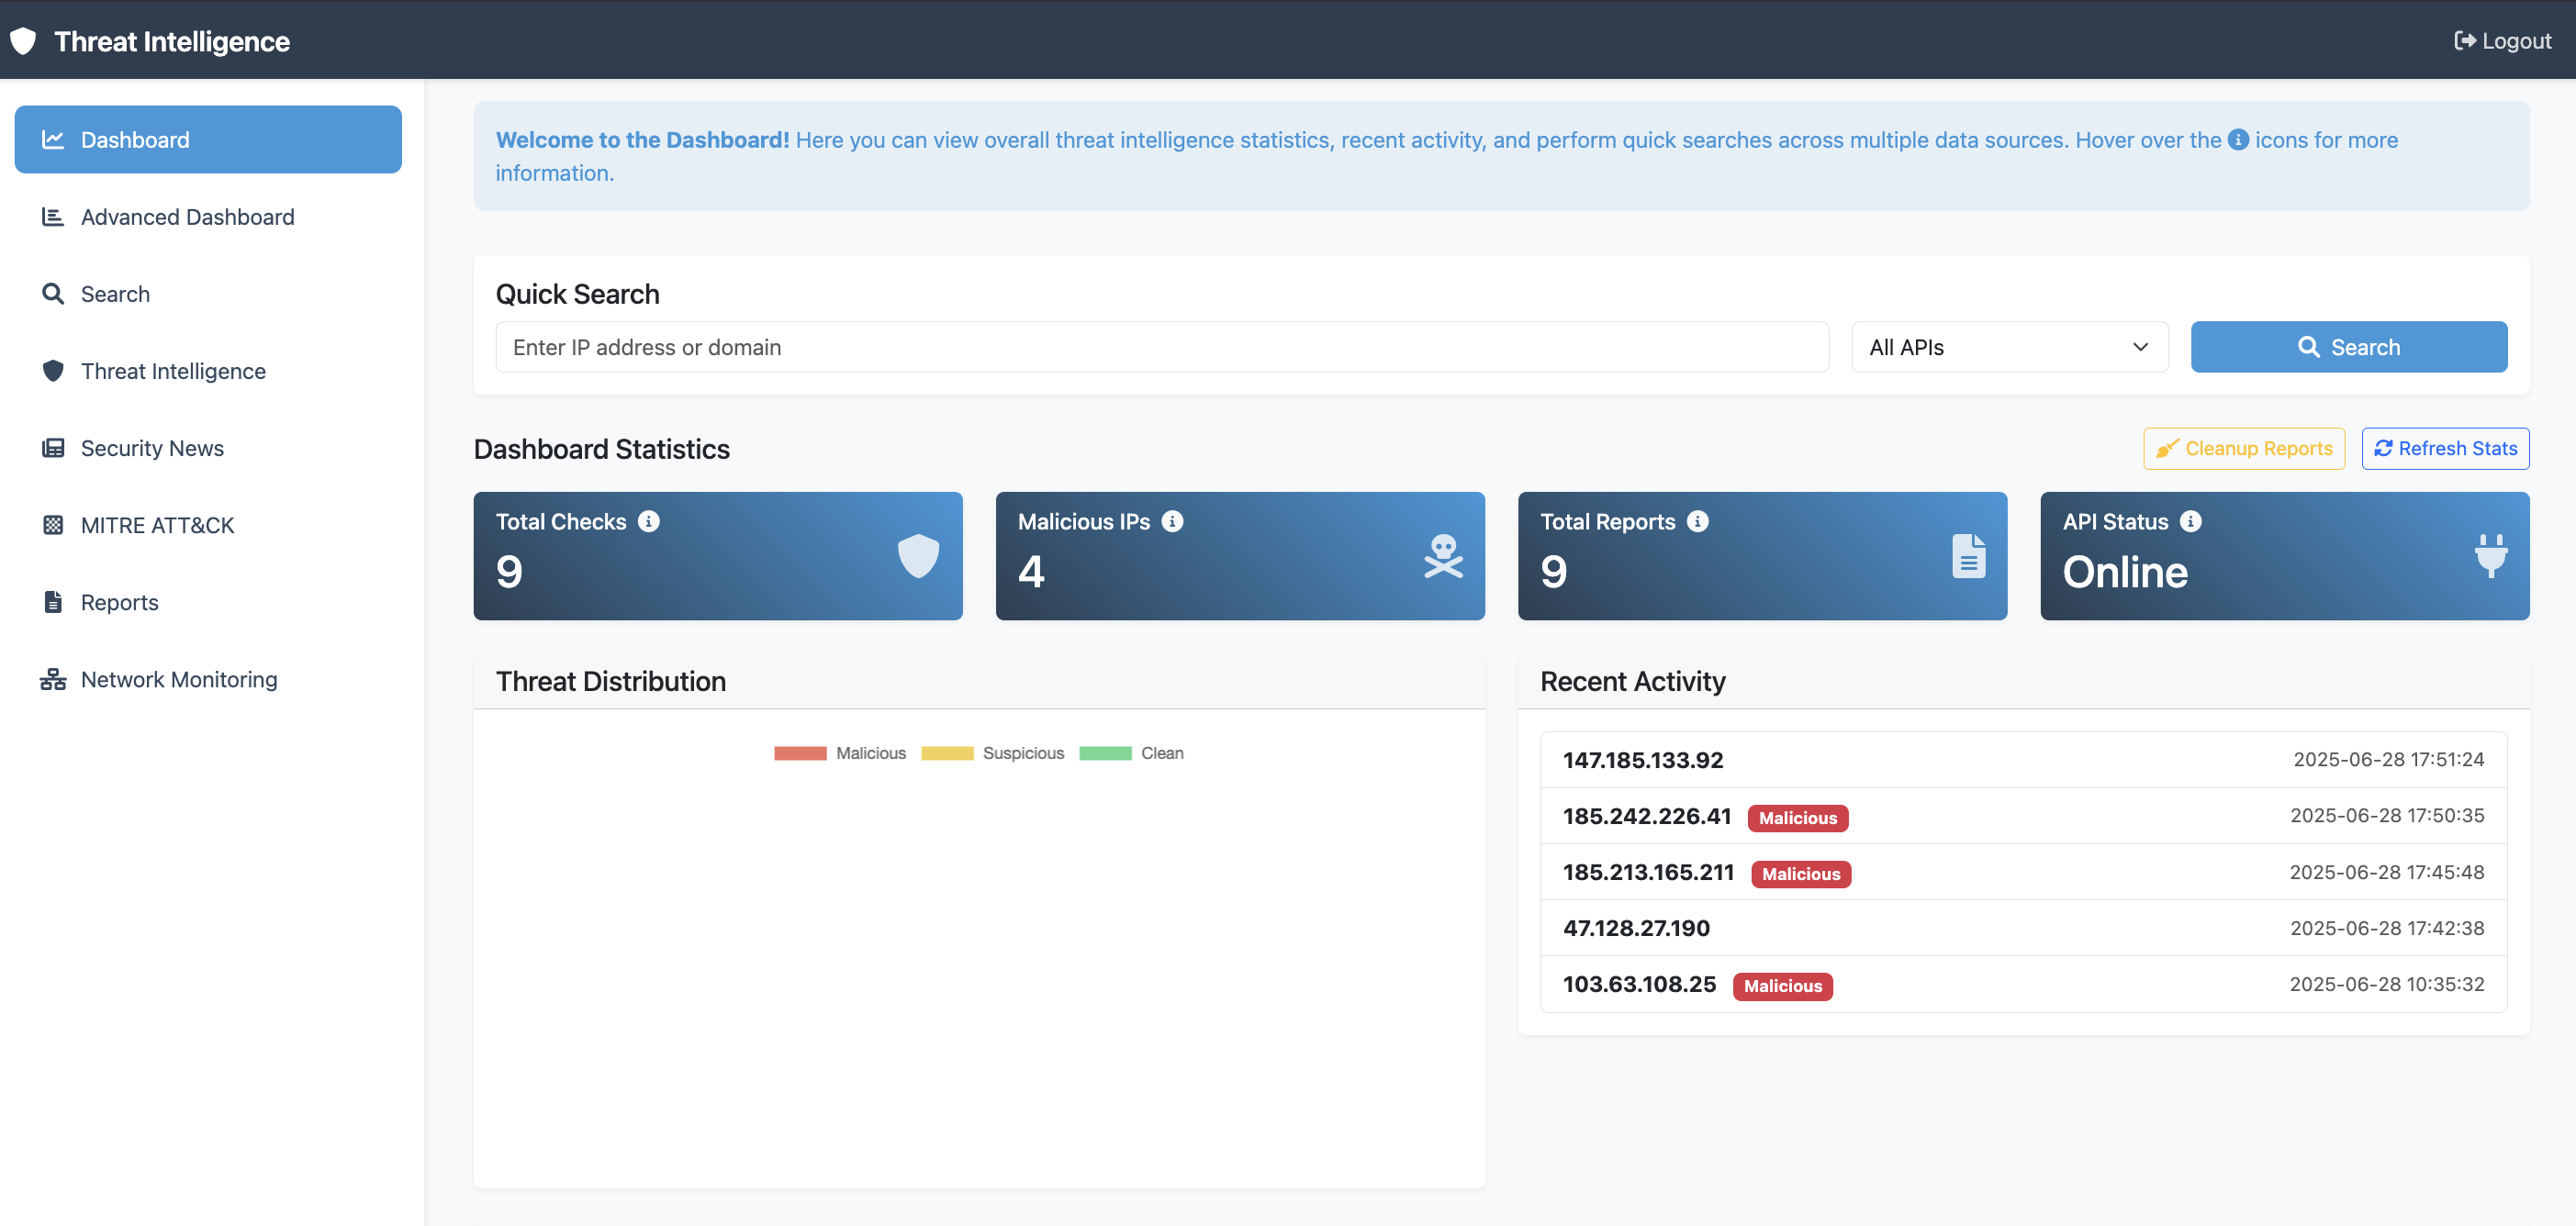 Threat Intelligence
Logout
Dashboard
Advanced Dashboard
Search
Threat Intelligence
Security News
MITRE ATT&CK
Reports
Network Monitoring
Welcome to the Dashboard! Here you can view overall threat intelligence statistics, recent activity, and perform quick searches across multiple data sources. Hover over the icons for more
information.
Quick Search
Enter IP address or domain
All APIs
Search
Dashboard Statistics
Cleanup Reports
Refresh Stats
Total Checks
9
Malicious IPs
4
Total Reports
9
API Status
Online
Threat Distribution
Malicious Suspicious Clean
Recent Activity
147.185.133.92 2025-06-28 17:51:24
185.242.226.41 Malicious 2025-06-28 17:50:35
185.213.165.211 Malicious 2025-06-28 17:45:48
47.128.27.190 2025-06-28 17:42:38
103.63.108.25 Malicious 2025-06-28 10:35:32